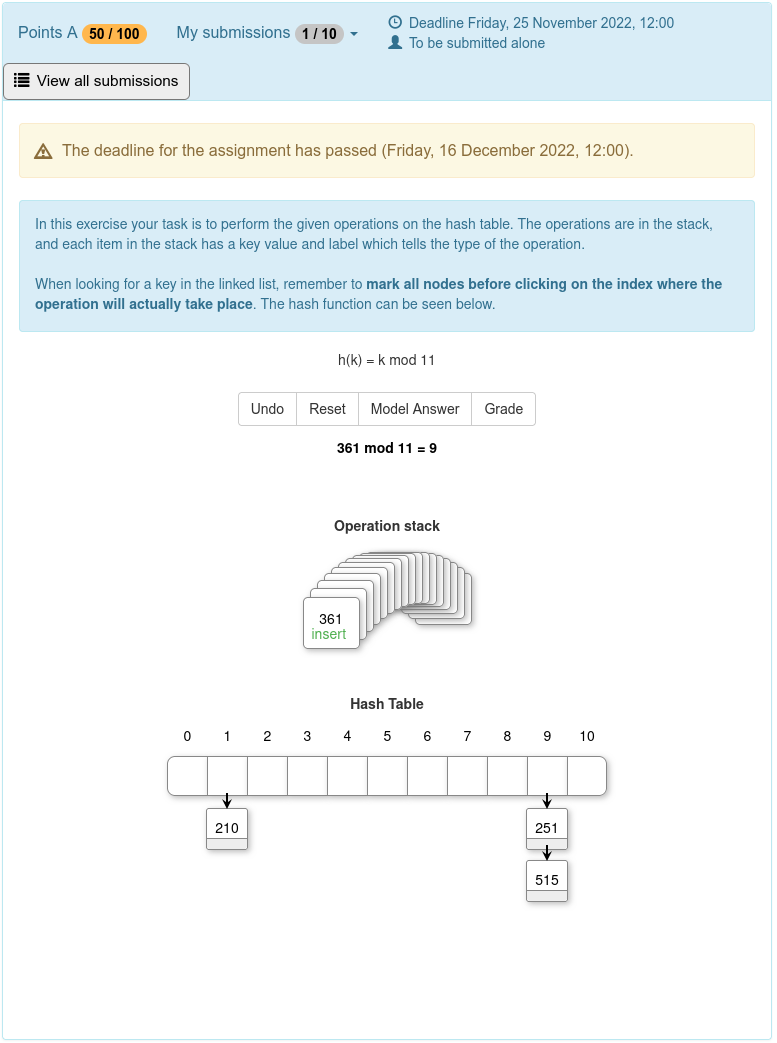 Points A 50 / 100 My submissions 1 / 10 Deadline Friday, 25 November 2022, 12:00
To be submitted alone
View all submissions
The deadline for the assignment has passed (Friday, 16 December 2022, 12:00).
In this exercise your task is to perform the given operations on the hash table. The operations are in the stack,
and each item in the stack has a key value and label which tells the type of the operation.
When looking for a key in the linked list, remember to mark all nodes before clicking on the index where the
operation will actually take place. The hash function can be seen below.
h(k) = k mod 11
Undo Reset Model Answer Grade
361 mod 11 = 9
Operation stack
361
insert
Hash Table
0 1 2 3 4 5 6 7 8 9 10
210 251
515